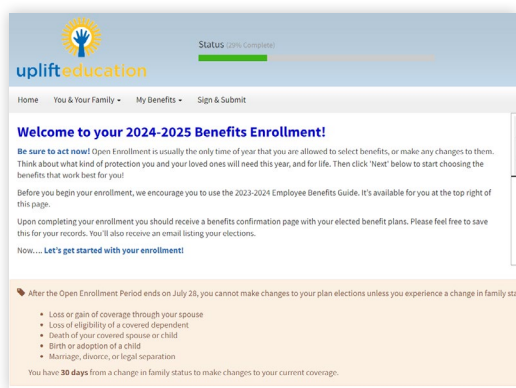 uplifteducation
Status (20% Complete)
Home You & Your Family My Benefits Sign & Submit
Welcome to your 2024-2025 Benefits Enrollment!
Be sure to act now! Open Enrollment is usually the only time of year that you are allowed to select benefits, or make any changes to them.
Think about what kind of protection you and your loved ones will need this year, and for life. Then click 'Next' below to start choosing the
benefits that work best for you!
Before you begin your enrollment, we encourage you to use the 2023-2024 Employee Benefits Guide. It's available for you at the top right of
this page.
Upon completing your enrollment you should receive a benefits confirmation page with your elected benefit plans. Please feel free to save
this for your records. You'll also receive an email listing your elections.
Now.... Let's get started with your enrollment!
After the Open Enrollment Period ends on July 28, you cannot make changes to your plan elections unless you experience a change in family sta
• Loss or gain of coverage through your spouse
• Loss of eligibility of a covered dependent
• Death of your covered spouse or child
• Birth or adoption of a child
• Marriage, divorce, or legal separation
You have 30 days from a change in family status to make changes to your current coverage.